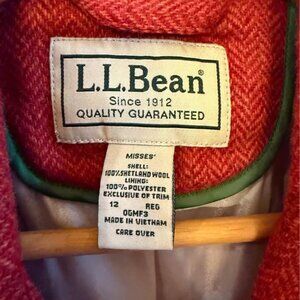 L.L.Bean®
Since 1912
QUALITY GUARANTEED
MISSES'
SHELL:
100% SHETLAND WOOL
LINING:
100% POLYESTER
EXCLUSIVE OF TRIM
12 REG
0GMF3
MADE IN VIETNAM
CARE OVER